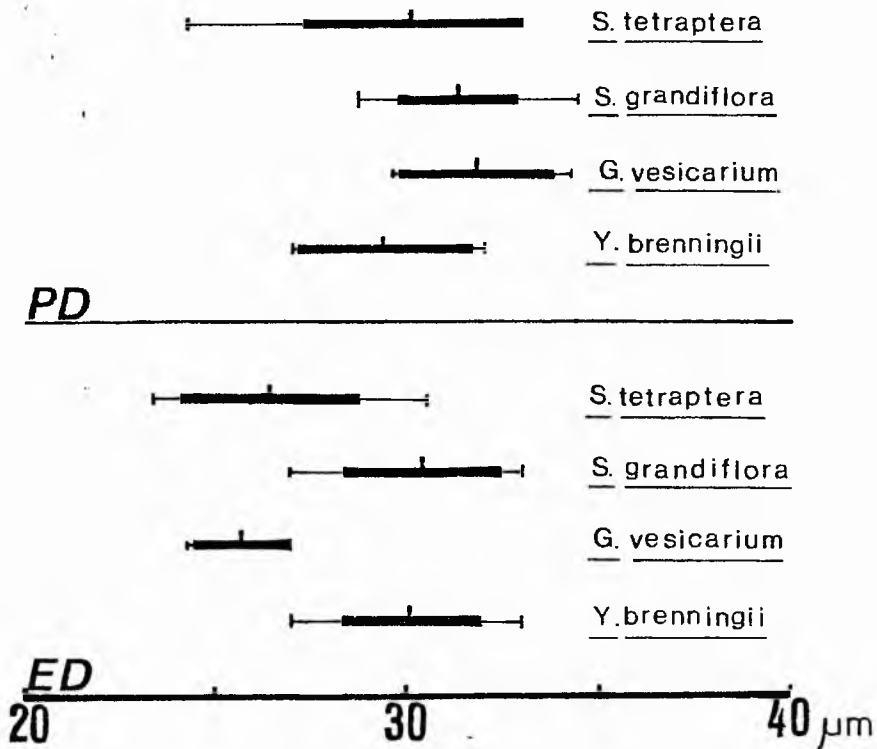 S. tetraptera
S. grandiflora
G. vesicarium
Y. brenningii
PD
S. tetraptera
S. grandiflora
G. vesicarium
Y. brenningii
ED
20 30 40 µm